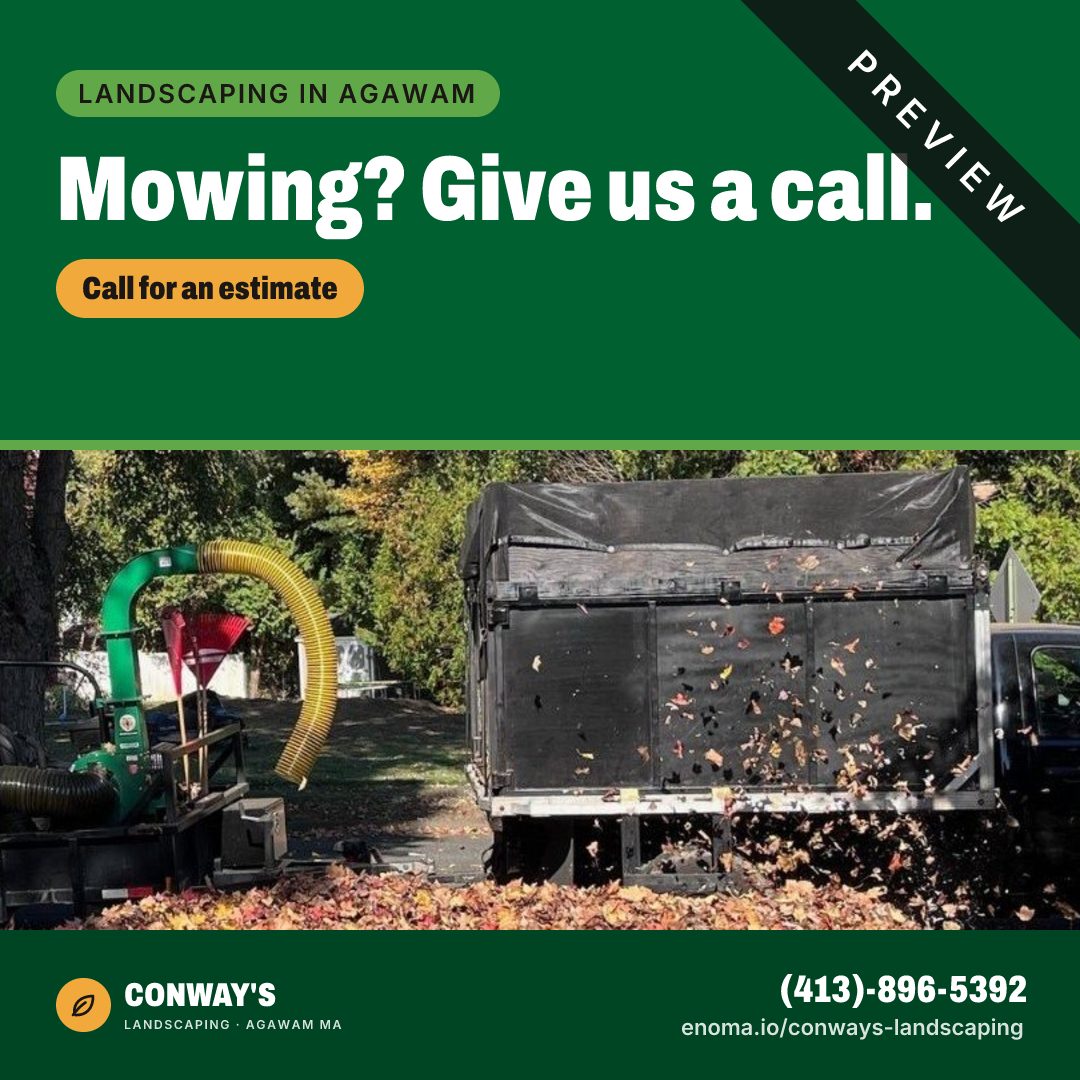 PREVIEW
LANDSCAPING IN AGAWAM
Mowing? Give us a call.
Call for an estimate
CONWAY'S
LANDSCAPING · AGAWAM MA
(413)-896-5392
enoma.io/conways-landscaping